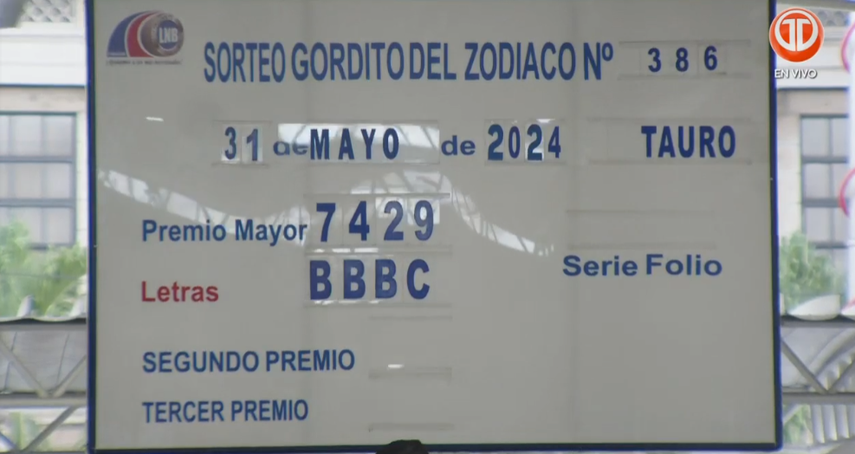 LNB
SORTEO GORDITO DEL ZODIACO Nº 386
31 de MAYO de 2024 TAURO
Premio Mayor 7429
Letras BBBC
Serie Folio
SEGUNDO PREMIO
TERCER PREMIO
EN VIVO